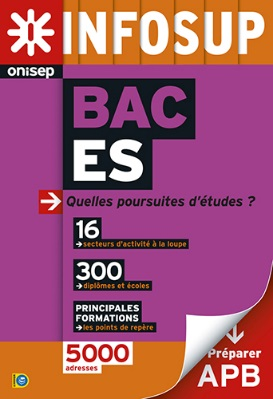 INFOSUP
onisep
BAC
ES
Quelles poursuites d'études ?
16
secteurs d'activité à la loupe
300
diplômes et écoles
PRINCIPALES
FORMATIONS
les points de repère
5000
adresses
Préparer
APB